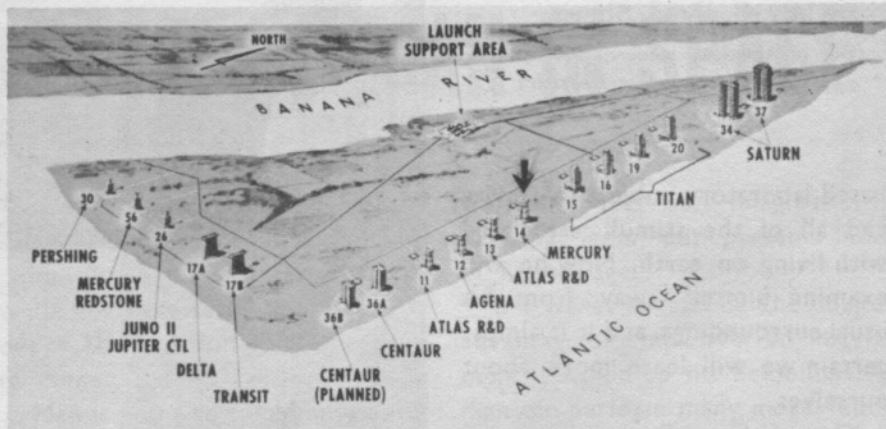 NORTH
LAUNCH
SUPPORT AREA
BANANA RIVER
37
34
SATURN
20
19
16
15
TITAN
14
MERCURY
ATLAS R&D
13
12
AGENA
11
ATLAS R&D
36A
CENTAUR
36B
CENTAUR
(PLANNED)
17B
TRANSIT
17A
DELTA
26
JUNO II
JUPITER CTL
56
MERCURY
REDSTONE
30
PERSHING
ATLANTIC OCEAN